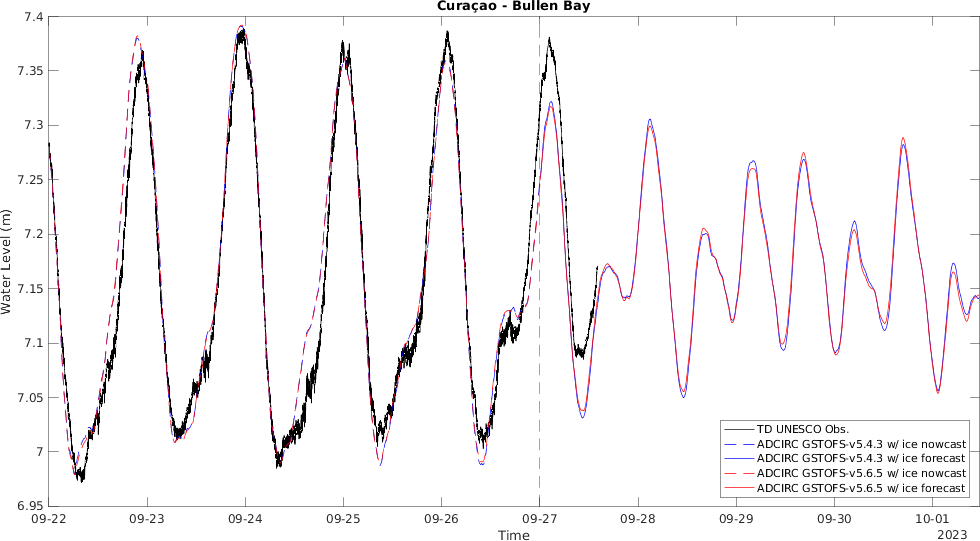 Curaçao - Bullen Bay
Water Level (m)
7.4
7.35
7.3
7.25
7.2
7.15
7.1
7.05
7
6.95
09-22 09-23 09-24 09-25 09-26 09-27 09-28 09-29 09-30 10-01
2023
Time
TD UNESCO Obs.
ADCIRC GSTOFS-v5.4.3 w/ ice nowcast
ADCIRC GSTOFS-v5.4.3 w/ ice forecast
ADCIRC GSTOFS-v5.6.5 w/ ice nowcast
ADCIRC GSTOFS-v5.6.5 w/ ice forecast